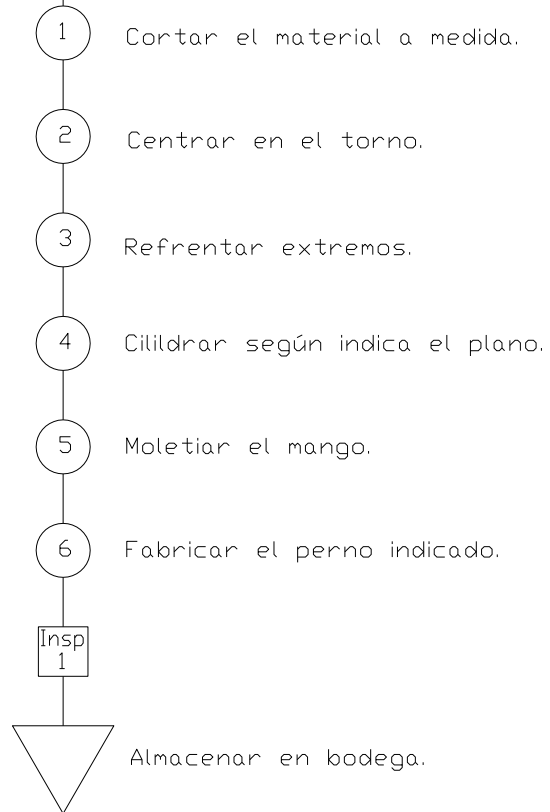 1 Cortar el material a medida.
2 Centrar en el torno.
3 Refrentar extremos.
4 Cilildrar según indica el plano.
5 Moletiar el mango.
6 Fabricar el perno indicado.
Insp
1
Almacenar en bodega.